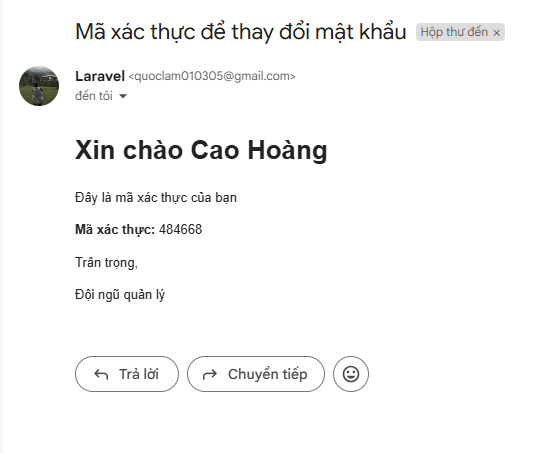 Mã xác thực để thay đổi mật khẩu Hộp thư đến ×
Laravel <quoclam010305@gmail.com>
đến tôi
Xin chào Cao Hoàng
Đây là mã xác thực của bạn
Mã xác thực: 484668
Trân trọng,
Đội ngũ quản lý
Trả lời Chuyển tiếp